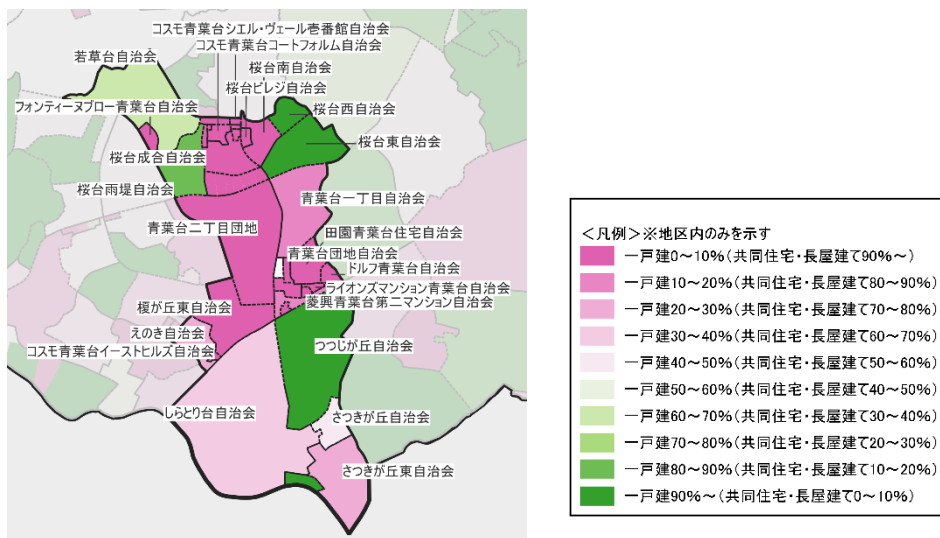 コスモ青葉台シエル・ヴェール壱番館自治会
コスモ青葉台コートフォルム自治会
若草台自治会
桜台南自治会
桜台ビレジ自治会
フォンティーヌブロー青葉台自治会
桜台西自治会
桜台東自治会
桜台成合自治会
桜台雨堤自治会
青葉台一丁目自治会
青葉台二丁目団地
田園青葉台住宅自治会
青葉台団地自治会
ドルフ青葉台自治会
ライオンズマンション青葉台自治会
菱興青葉台第二マンション自治会
榎が丘東自治会
えのき自治会
コスモ青葉台イーストヒルズ自治会
つつじが丘自治会
しらとり台自治会
さつきが丘自治会
さつきが丘東自治会
＜凡例＞※地区内のみを示す
一戸建0～10%(共同住宅・長屋建て90%～)
一戸建10～20%(共同住宅・長屋建て80～90%)
一戸建20～30%(共同住宅・長屋建て70～80%)
一戸建30～40%(共同住宅・長屋建て60～70%)
一戸建40～50%(共同住宅・長屋建て50～60%)
一戸建50～60%(共同住宅・長屋建て40～50%)
一戸建60～70%(共同住宅・長屋建て30～40%)
一戸建70～80%(共同住宅・長屋建て20～30%)
一戸建80～90%(共同住宅・長屋建て10～20%)
一戸建90%～(共同住宅・長屋建て0～10%)